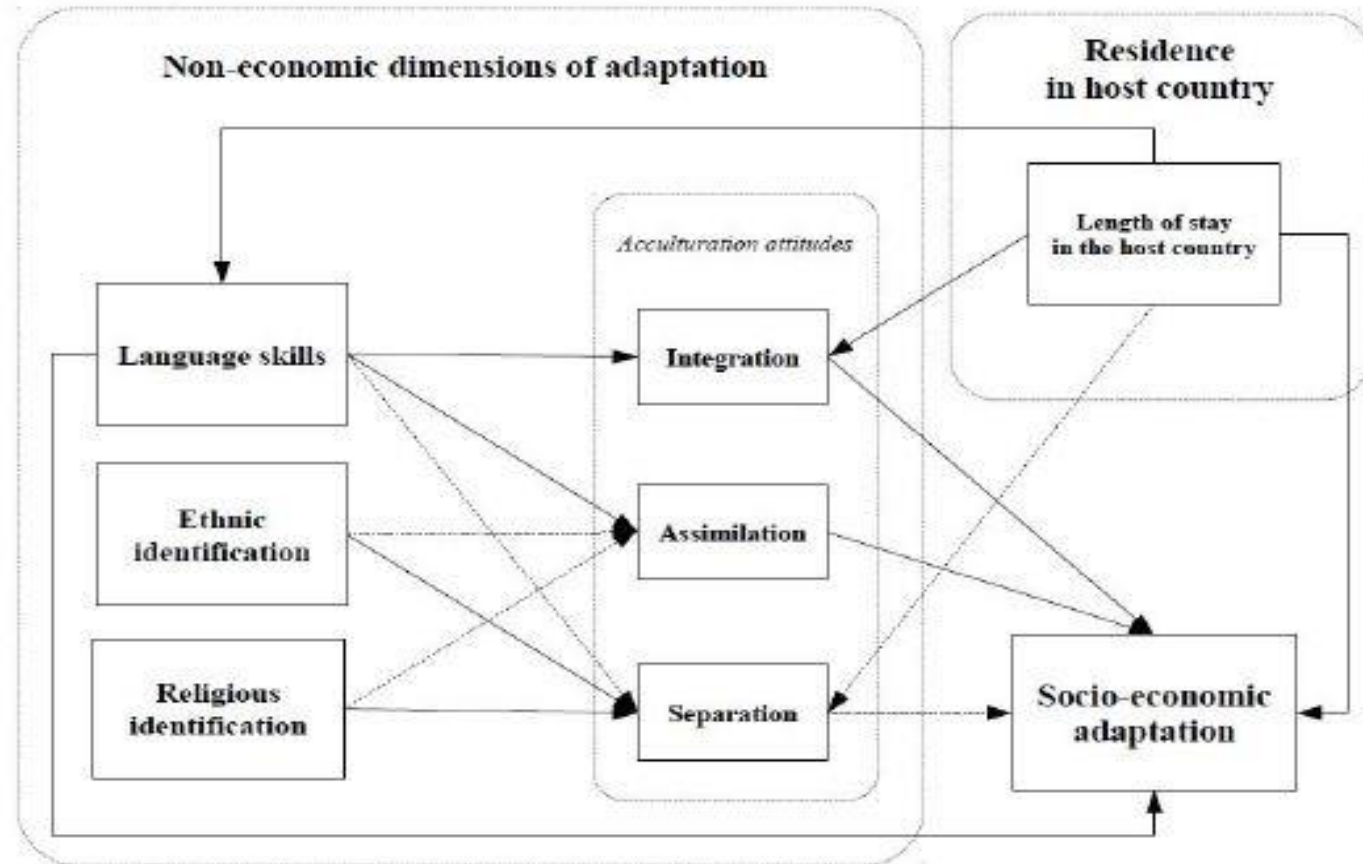 Non-economic dimensions of adaptation
Residence
in host country
Length of stay
in the host country
Acculturation attitudes
Language skills
Integration
Ethnic
identification
Assimilation
Religious
identification
Separation
Socio-economic
adaptation